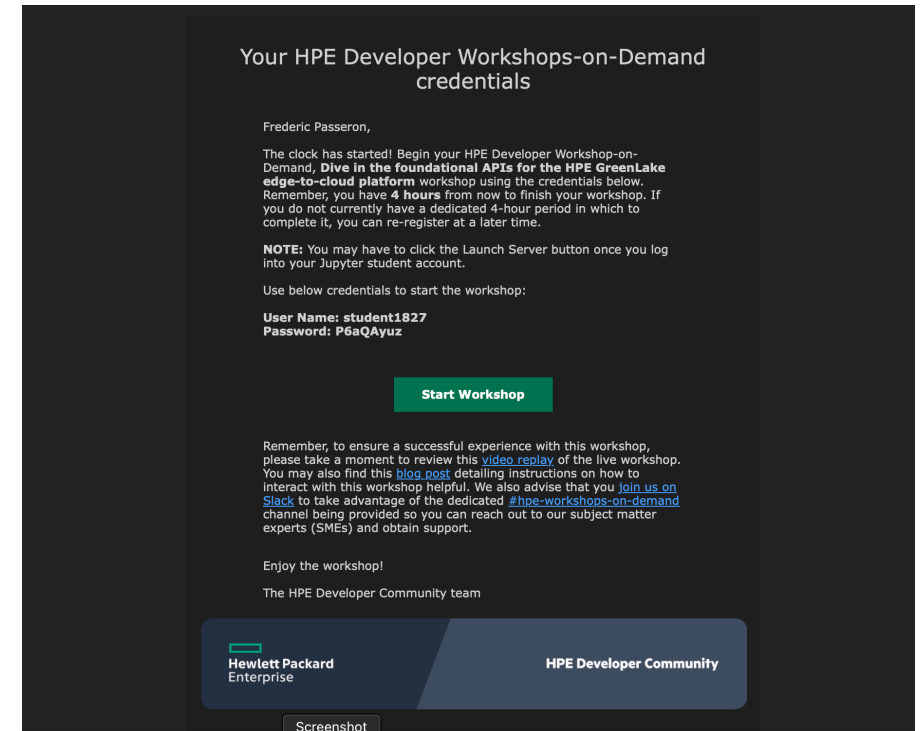 Your HPE Developer Workshops-on-Demand
credentials
Frederic Passeron,
The clock has started! Begin your HPE Developer Workshop-on-
Demand, Dive in the foundational APIs for the HPE GreenLake
edge-to-cloud platform workshop using the credentials below.
Remember, you have 4 hours from now to finish your workshop. If
you do not currently have a dedicated 4-hour period in which to
complete it, you can re-register at a later time.
NOTE: You may have to click the Launch Server button once you log
into your Jupyter student account.
Use below credentials to start the workshop:
User Name: student1827
Password: P6aQAyuz
Start Workshop
Remember, to ensure a successful experience with this workshop,
please take a moment to review this video replay of the live workshop.
You may also find this blog post detailing instructions on how to
interact with this workshop helpful. We also advise that you join us on
Slack to take advantage of the dedicated #hpe-workshops-on-demand
channel being provided so you can reach out to our subject matter
experts (SMEs) and obtain support.
Enjoy the workshop!
The HPE Developer Community team
Hewlett Packard
Enterprise
HPE Developer Community
Screenshot